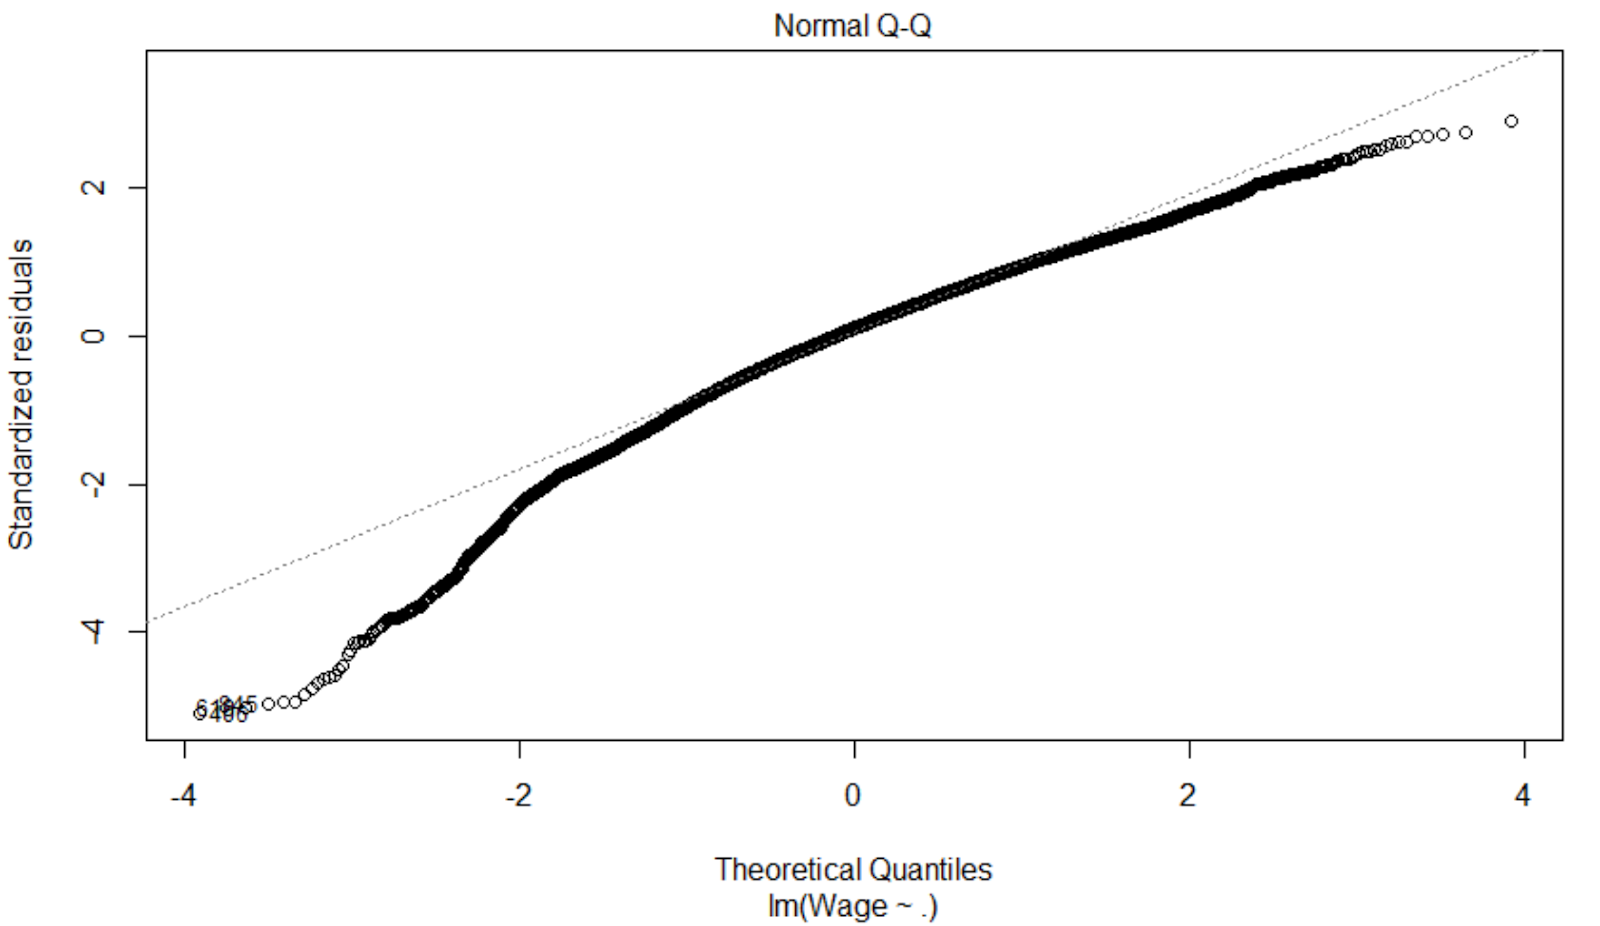 Normal Q-Q
Standardized residuals
2
0
-2
-4
-4
-2
0
2
4
Theoretical Quantiles
lm(Wage ~ .)